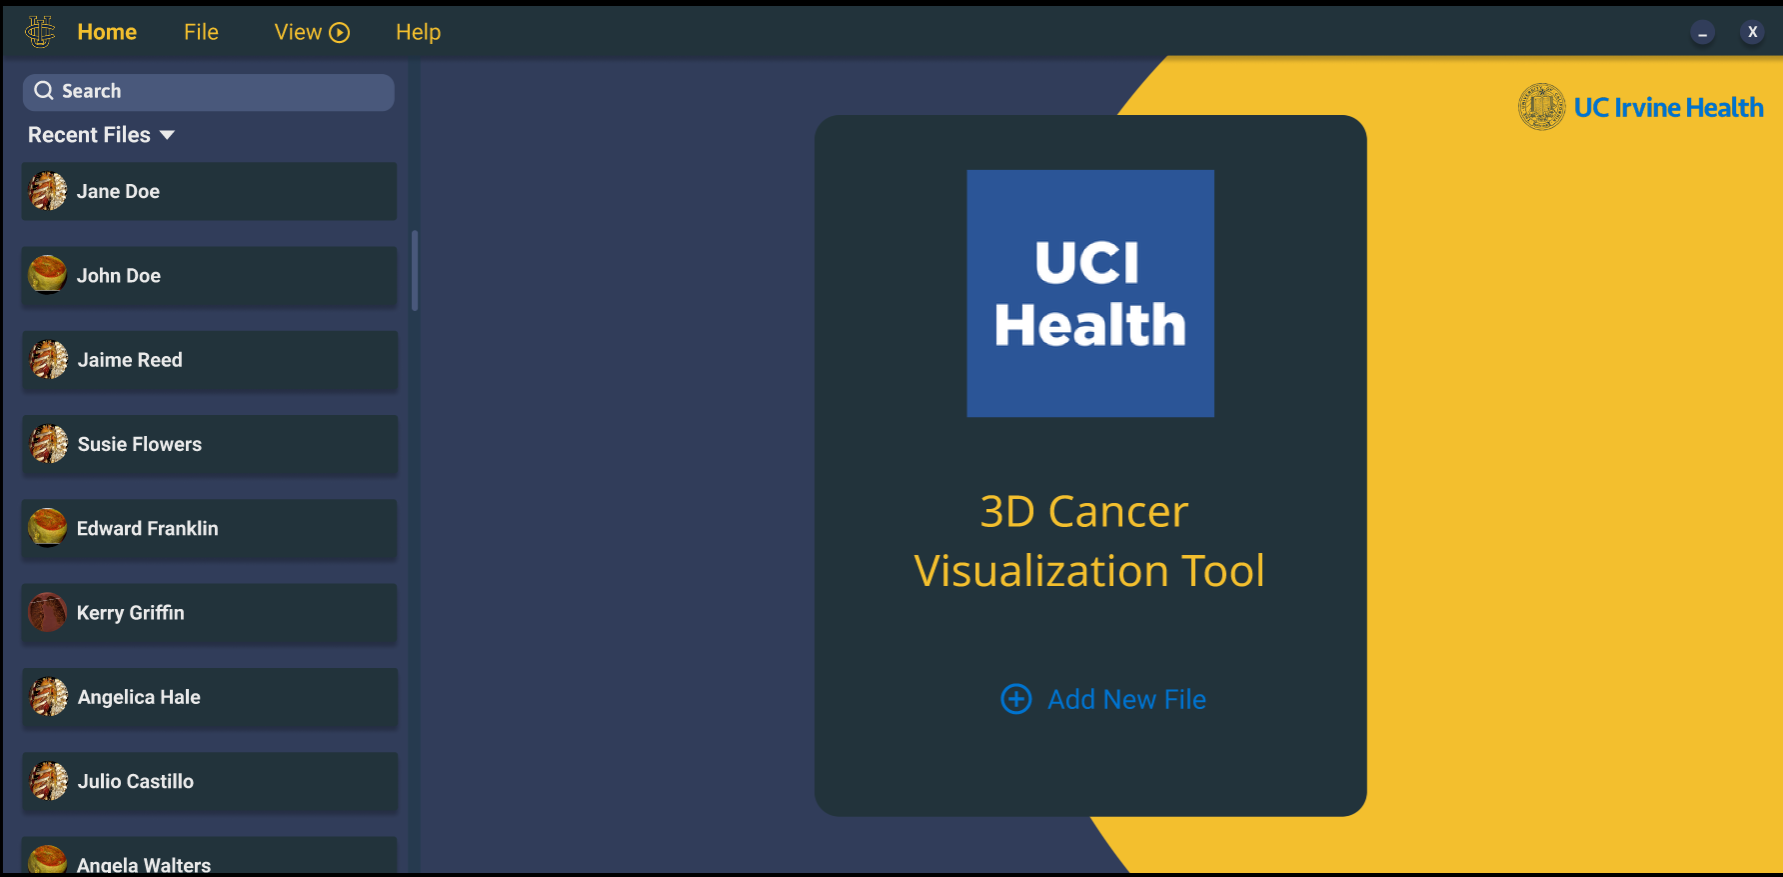 Home File View Help
_ X
Search
Recent Files
Jane Doe
John Doe
Jaime Reed
Susie Flowers
Edward Franklin
Kerry Griffin
Angelica Hale
Julio Castillo
Angela Walters
UC Irvine Health
UCI
Health
3D Cancer
Visualization Tool
Add New File